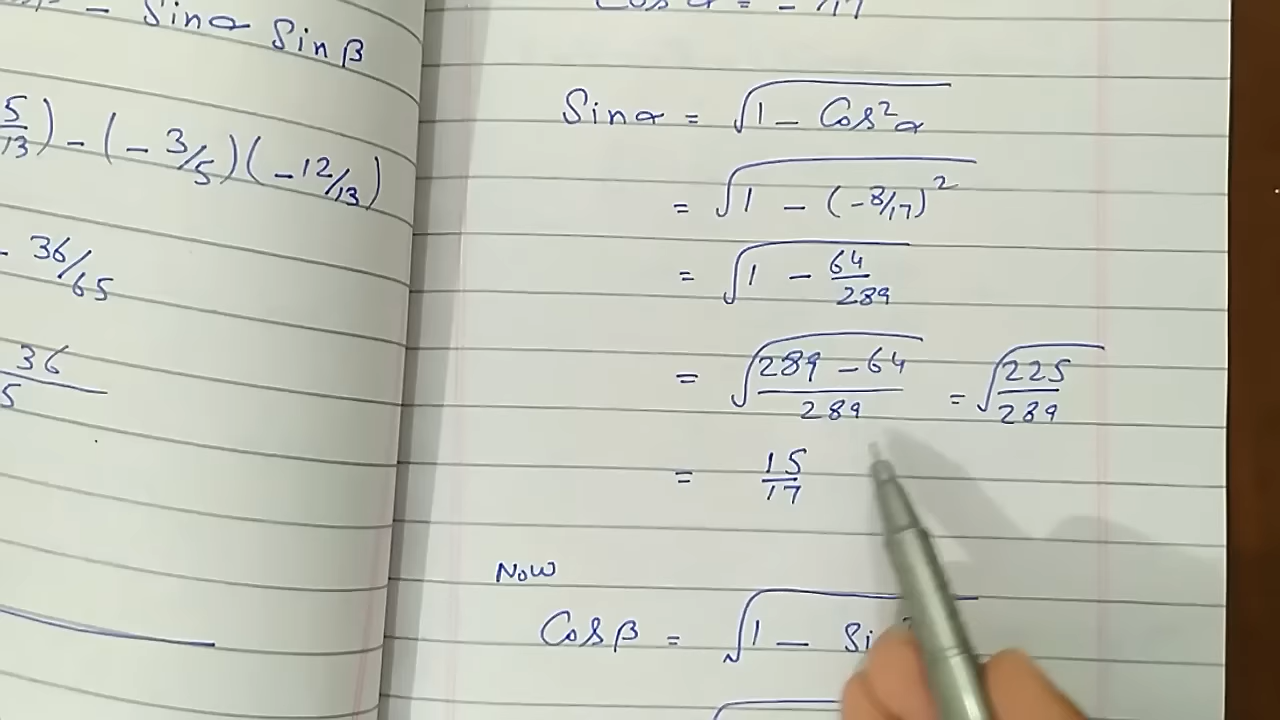 - Sinα Sinβ
5/13) - (- 3/5)(-12/13)
- 36/65
36
5
Cos α = -
Sinα = √1 - Cos²α
= √1 - (-8/17)²
= √1 - 64/289
= √289 - 64/289 = √225/289
= 15/17
Now
Cosβ = √1 -